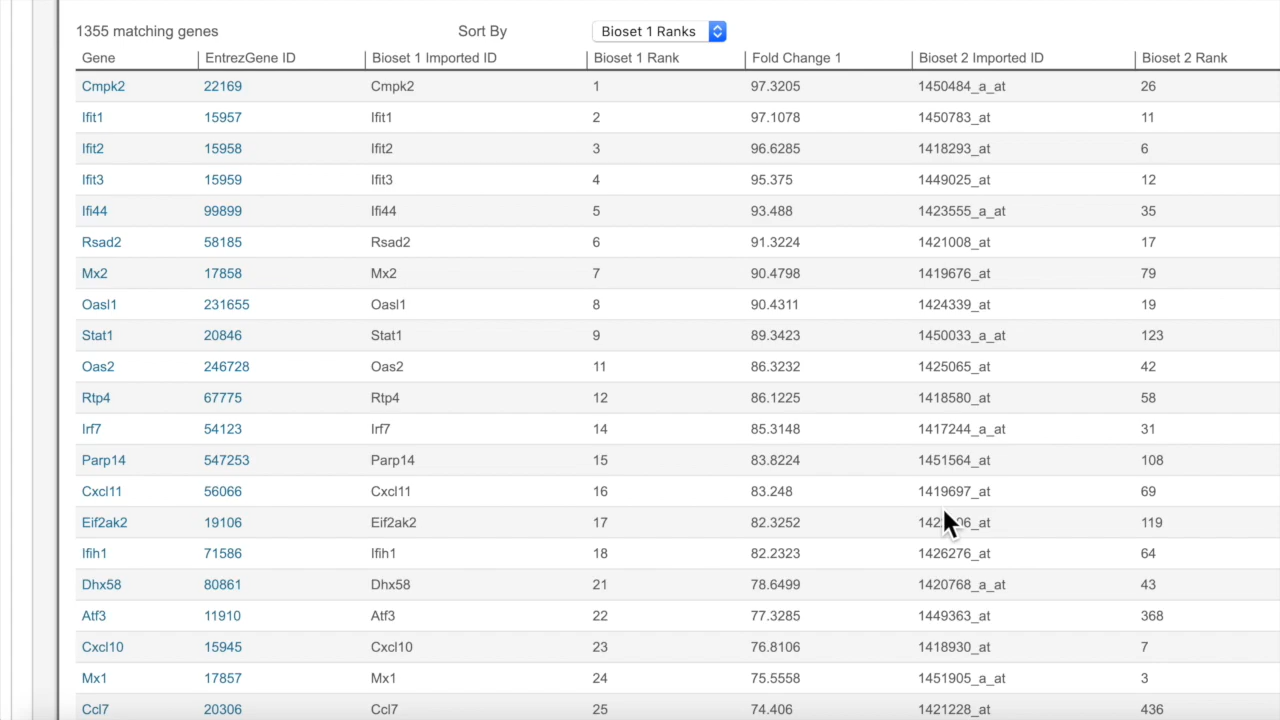 1355 matching genes Sort By Bioset 1 Ranks
Gene EntrezGene ID Bioset 1 Imported ID Bioset 1 Rank Fold Change 1 Bioset 2 Imported ID Bioset 2 Rank
Cmpk2 22169 Cmpk2 1 97.3205 1450484_a_at 26
Ifit1 15957 Ifit1 2 97.1078 1450783_at 11
Ifit2 15958 Ifit2 3 96.6285 1418293_at 6
Ifit3 15959 Ifit3 4 95.375 1449025_at 12
Ifi44 99899 Ifi44 5 93.488 1423555_a_at 35
Rsad2 58185 Rsad2 6 91.3224 1421008_at 17
Mx2 17858 Mx2 7 90.4798 1419676_at 79
Oasl1 231655 Oasl1 8 90.4311 1424339_at 19
Stat1 20846 Stat1 9 89.3423 1450033_a_at 123
Oas2 246728 Oas2 11 86.3232 1425065_at 42
Rtp4 67775 Rtp4 12 86.1225 1418580_at 58
Irf7 54123 Irf7 14 85.3148 1417244_a_at 31
Parp14 547253 Parp14 15 83.8224 1451564_at 108
Cxcl11 56066 Cxcl11 16 83.248 1419697_at 69
Eif2ak2 19106 Eif2ak2 17 82.3252 119
Ifih1 71586 Ifih1 18 82.2323 1426276_at 64
Dhx58 80861 Dhx58 21 78.6499 1420768_a_at 43
Atf3 11910 Atf3 22 77.3285 1449363_at 368
Cxcl10 15945 Cxcl10 23 76.8106 1418930_at 7
Mx1 17857 Mx1 24 75.5558 1451905_a_at 3
Ccl7 20306 Ccl7 25 74.406 1421228_at 436